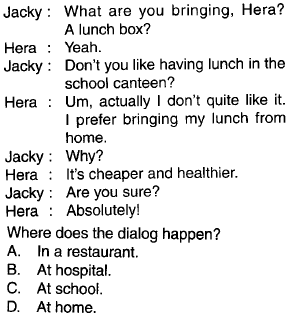 Jacky : What are you bringing, Hera?
A lunch box?
Hera : Yeah.
Jacky : Don't you like having lunch in the
school canteen?
Hera : Um, actually I don't quite like it.
I prefer bringing my lunch from
home.
Jacky : Why?
Hera : It's cheaper and healthier.
Jacky : Are you sure?
Hera : Absolutely!
Where does the dialog happen?
A. In a restaurant.
B. At hospital.
C. At school.
D. At home.